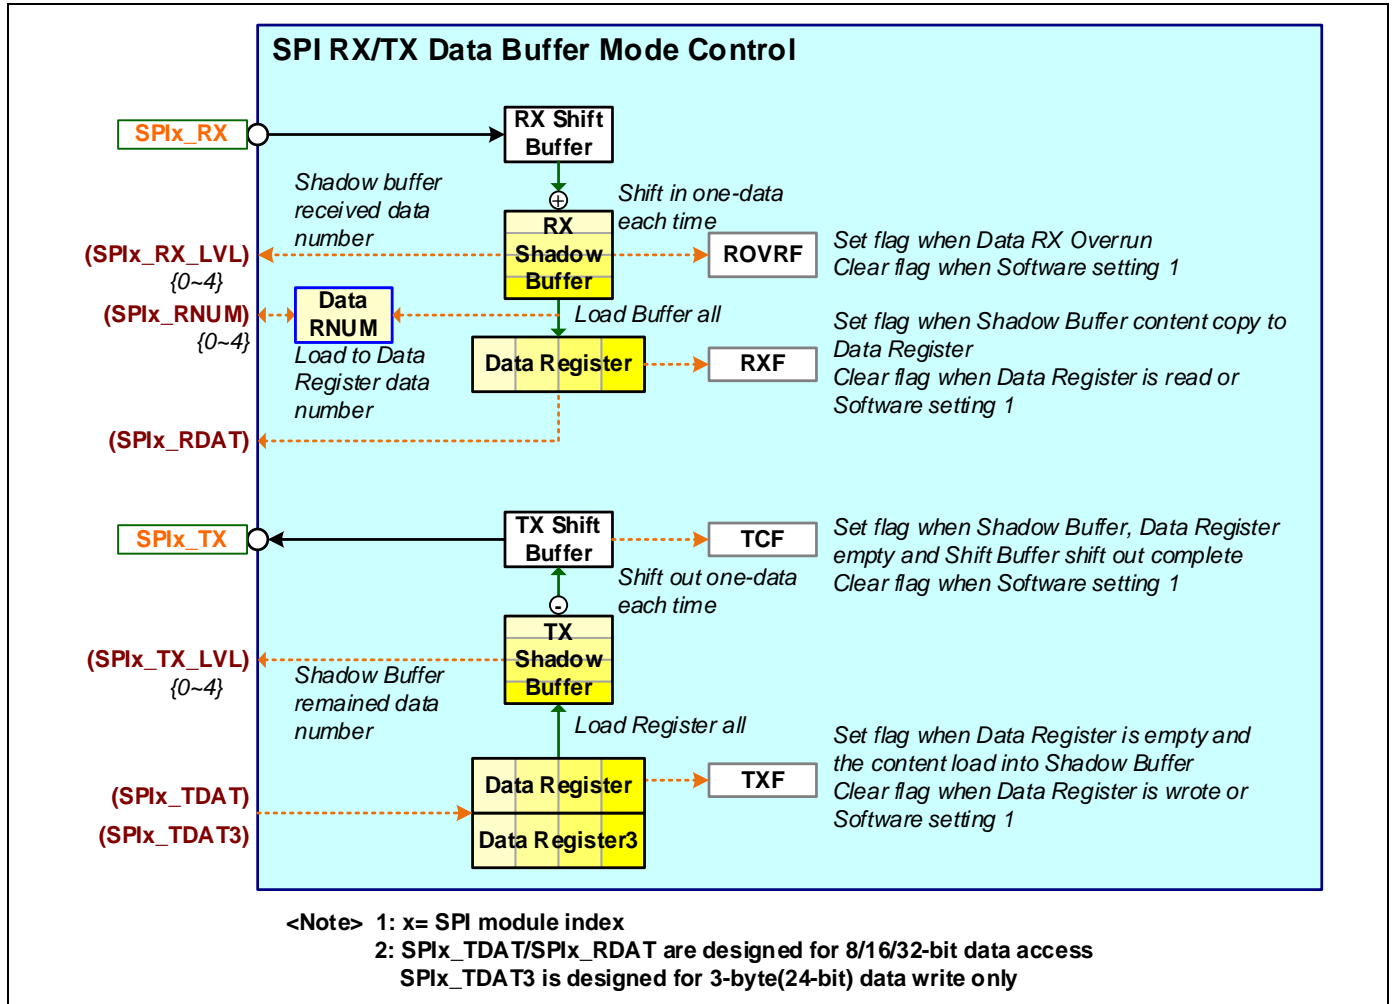 SPI RX/TX Data Buffer Mode Control
SPIx_RX
RX Shift
Buffer
Shadow buffer
received data
number
+
Shift in one-data
each time
(SPIx_RX_LVL)
{0~4}
RX
Shadow
Buffer
ROVRF
Set flag when Data RX Overrun
Clear flag when Software setting 1
(SPIx_RNUM)
{0~4}
Data
RNUM
Load Buffer all
Load to Data
Register data
number
Data Register
RXF
Set flag when Shadow Buffer content copy to
Data Register
Clear flag when Data Register is read or
Software setting 1
(SPIx_RDAT)
SPIx_TX
TX Shift
Buffer
TCF
Set flag when Shadow Buffer, Data Register
empty and Shift Buffer shift out complete
Clear flag when Software setting 1
Shift out one-data
each time
-
(SPIx_TX_LVL)
{0~4}
TX
Shadow
Buffer
Shadow Buffer
remained data
number
Load Register all
(SPIx_TDAT)
(SPIx_TDAT3)
Data Register
Data Register3
TXF
Set flag when Data Register is empty and
the content load into Shadow Buffer
Clear flag when Data Register is wrote or
Software setting 1
<Note> 1: x= SPI module index
2: SPIx_TDAT/SPIx_RDAT are designed for 8/16/32-bit data access
SPIx_TDAT3 is designed for 3-byte(24-bit) data write only